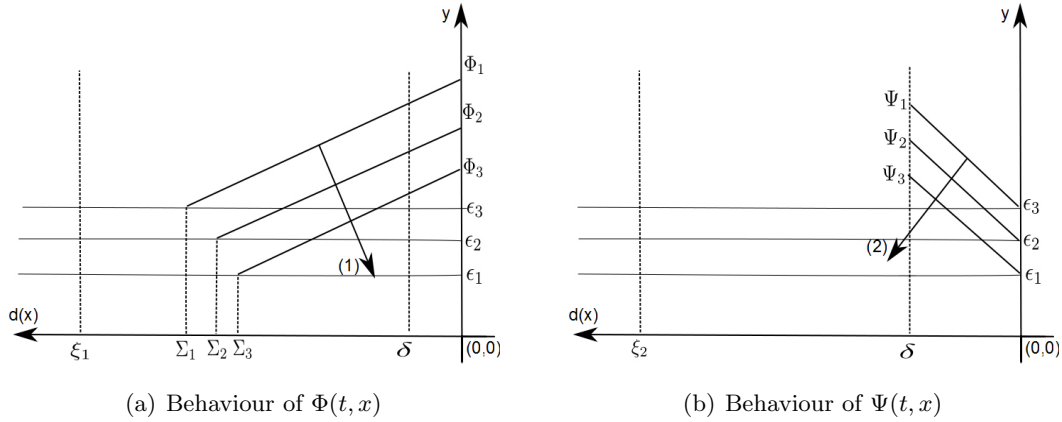 y
Φ₁
Φ₂
Φ₃
ϵ₃
ϵ₂
ϵ₁
(1)
d(x)
ξ₁
Σ₁ Σ₂ Σ₃
δ
(0,0)
(a) Behaviour of Φ(t, x)
y
Ψ₁
Ψ₂
Ψ₃
ϵ₃
ϵ₂
ϵ₁
(2)
d(x)
ξ₂
δ
(0,0)
(b) Behaviour of Ψ(t, x)